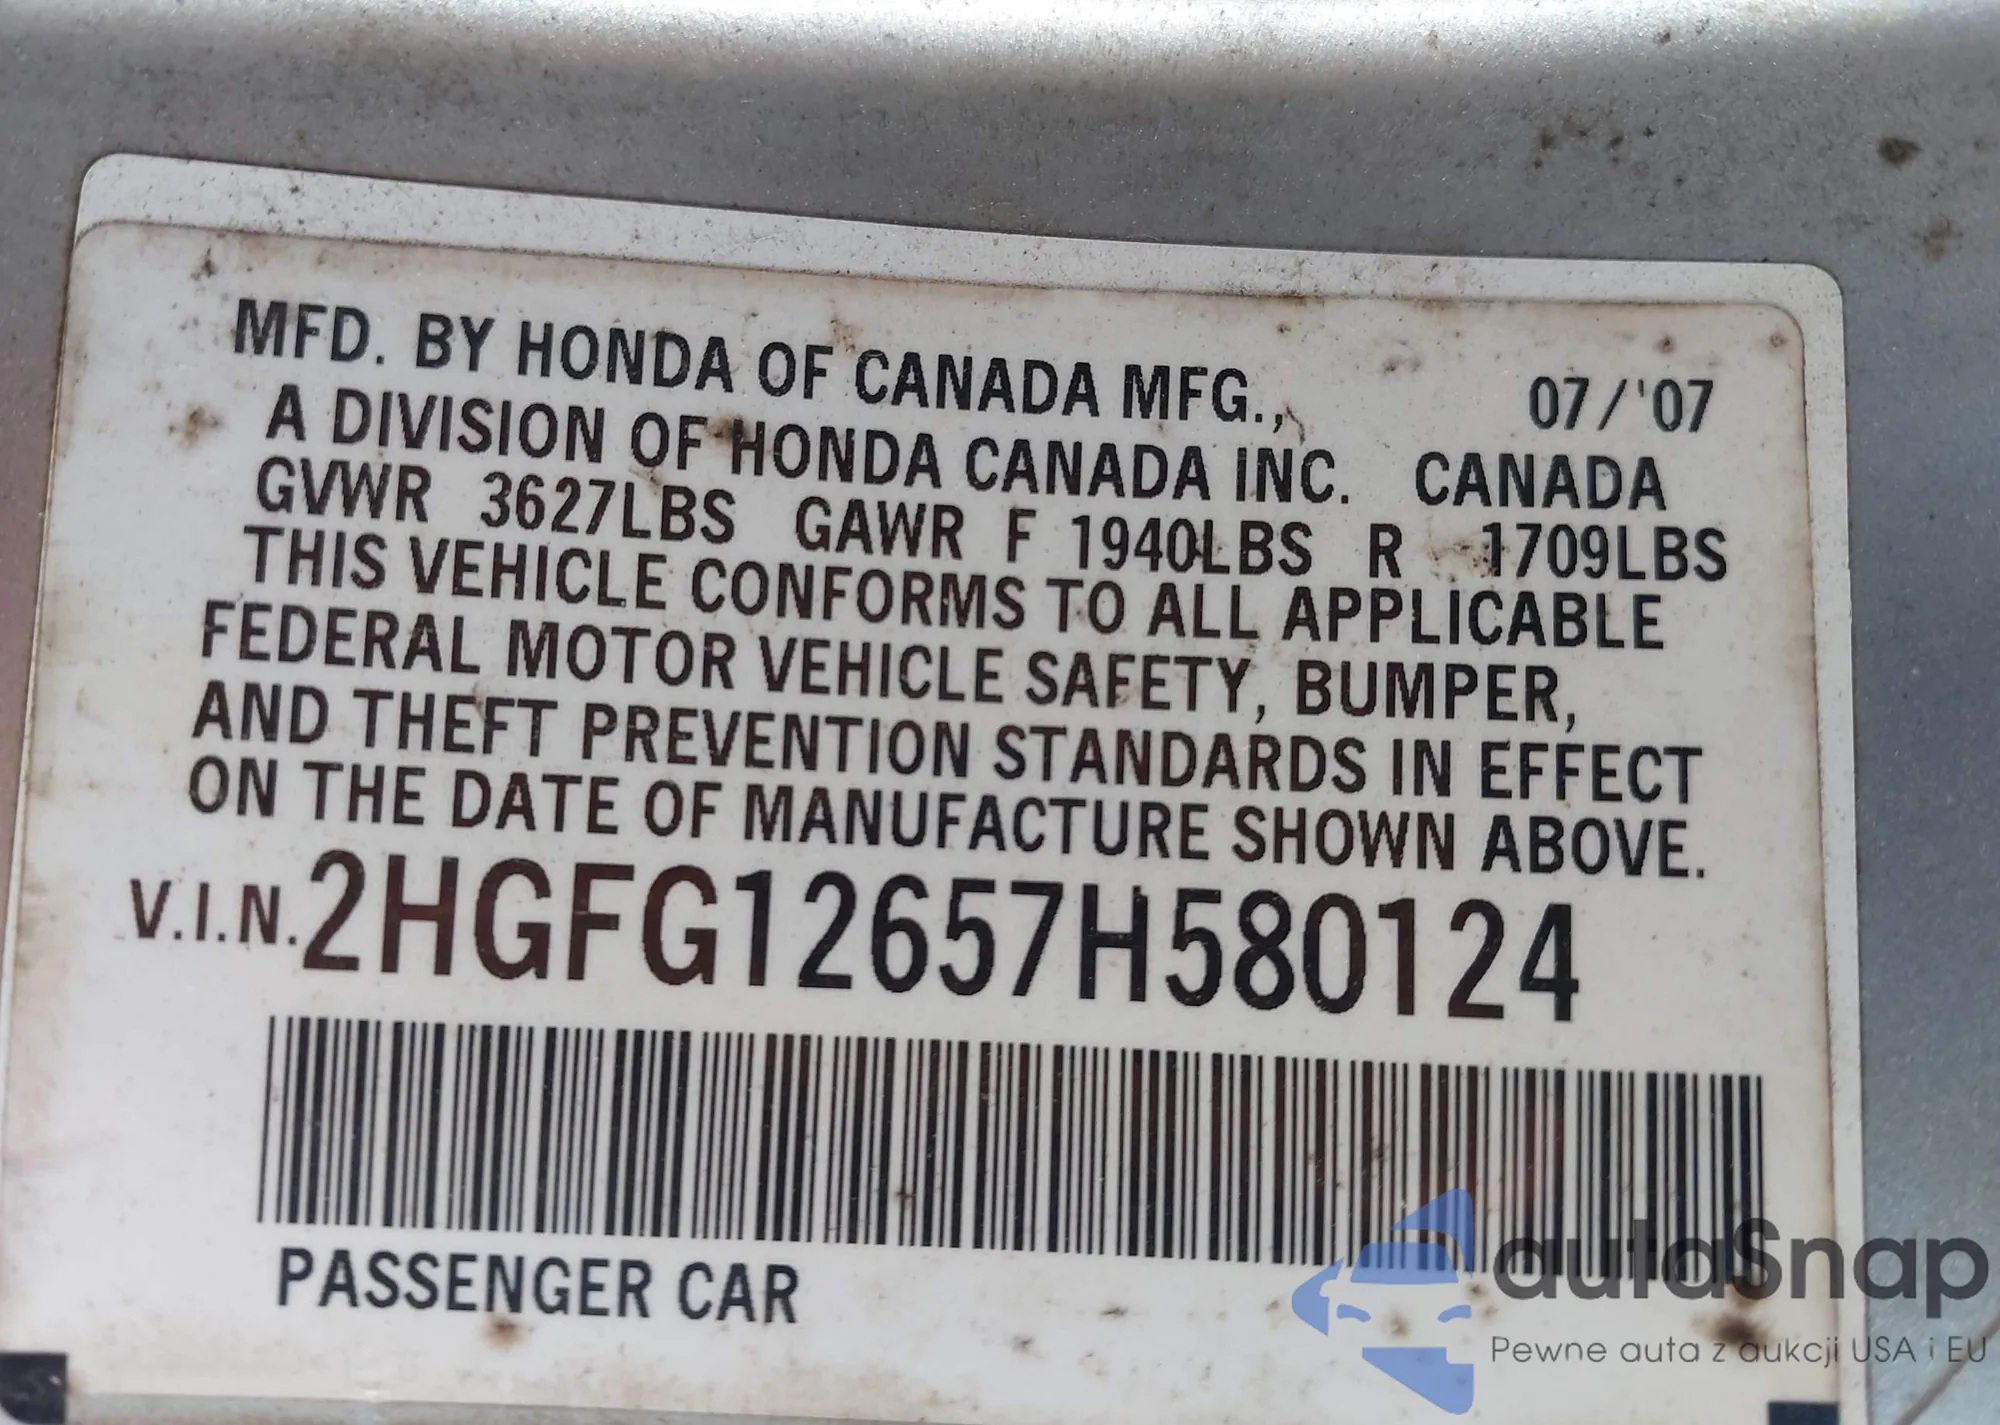 MFD. BY HONDA OF CANADA MFG., 07/'07
A DIVISION OF HONDA CANADA INC. CANADA
GVWR 3627LBS GAWR F 1940LBS R 1709LBS
THIS VEHICLE CONFORMS TO ALL APPLICABLE
FEDERAL MOTOR VEHICLE SAFETY, BUMPER,
AND THEFT PREVENTION STANDARDS IN EFFECT
ON THE DATE OF MANUFACTURE SHOWN ABOVE.
V.I.N. 2HGFG12657H580124
PASSENGER CAR
autaSnap
Pewne auta z aukcji USA i EU